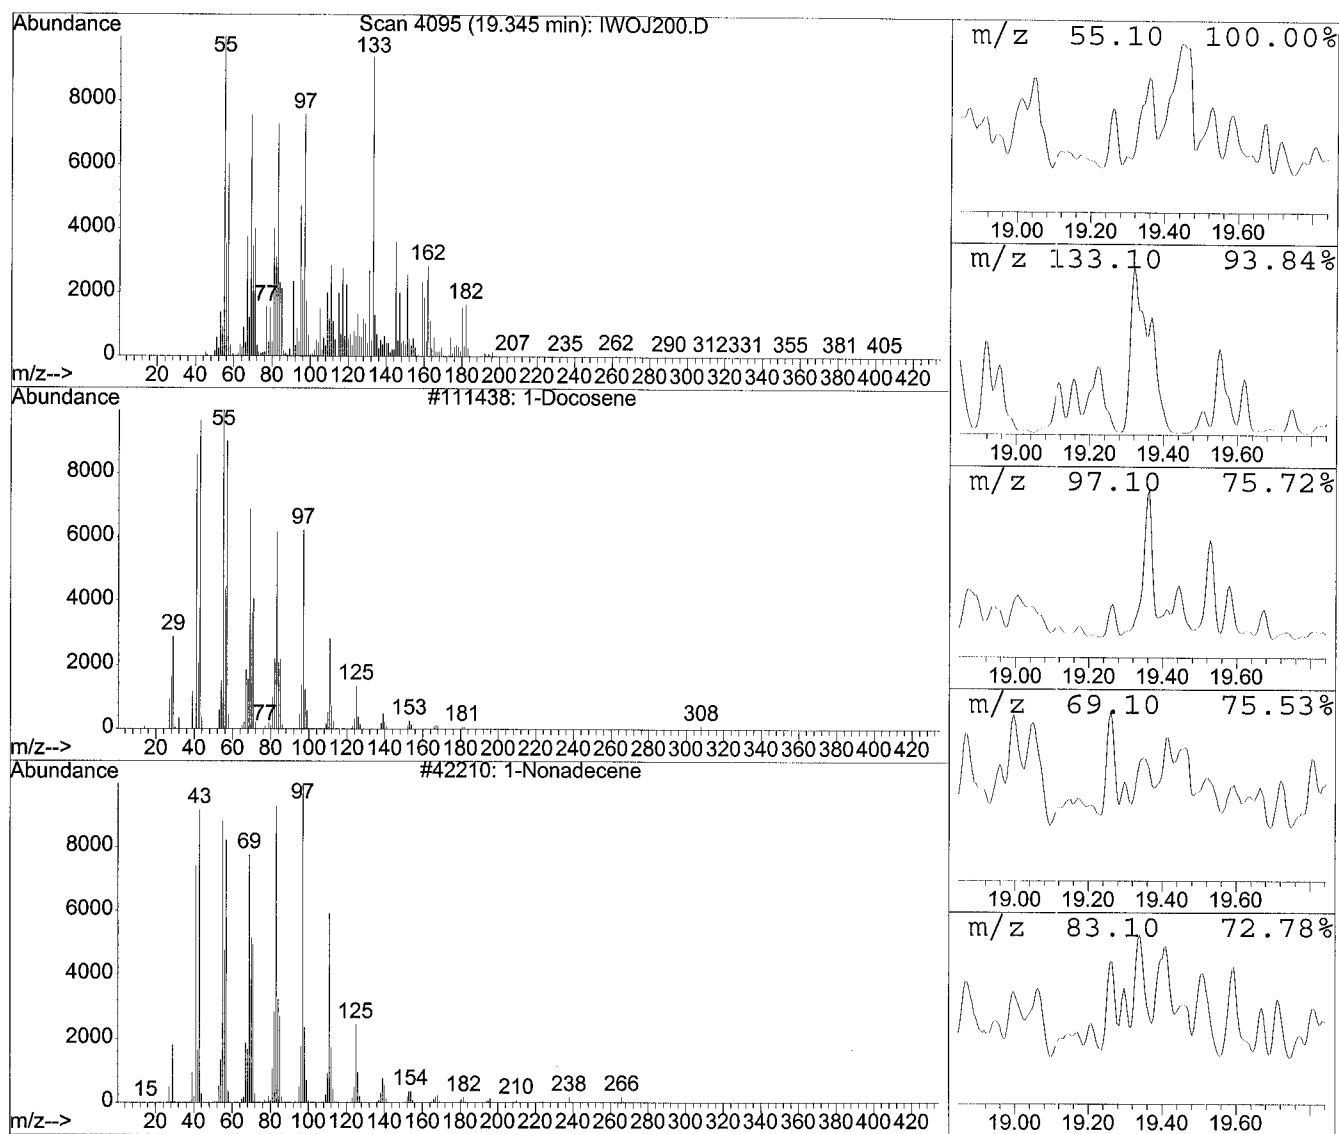 Abundance
Scan 4095 (19.345 min): IWOJ200.D
55
133
97
8000
6000
4000
162
2000
77
182
0
207 235 262 290 312 331 355 381 405
m/z-->
20 40 60 80 100 120 140 160 180 200 220 240 260 280 300 320 340 360 380 400 420
Abundance
#111438: 1-Docosene
55
8000
97
6000
4000
29
2000
125
77
153 181 308
0
m/z-->
20 40 60 80 100 120 140 160 180 200 220 240 260 280 300 320 340 360 380 400 420
Abundance
#42210: 1-Nonadecene
43
97
69
8000
6000
4000
125
2000
15
154 182 210 238 266
0
m/z-->
20 40 60 80 100 120 140 160 180 200 220 240 260 280 300 320 340 360 380 400 420
m/z 55.10 100.00%
19.00 19.20 19.40 19.60
m/z 133.10 93.84%
19.00 19.20 19.40 19.60
m/z 97.10 75.72%
19.00 19.20 19.40 19.60
m/z 69.10 75.53%
19.00 19.20 19.40 19.60
m/z 83.10 72.78%
19.00 19.20 19.40 19.60